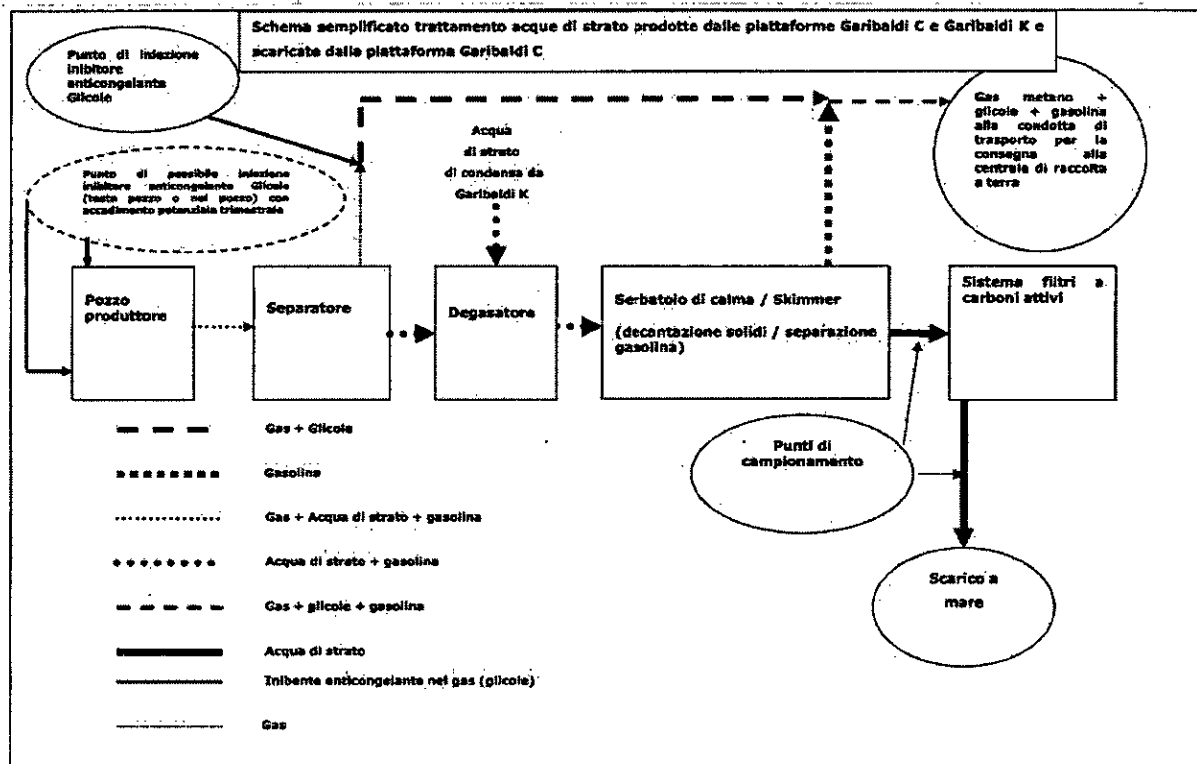 Schema semplificato trattamento acque di strato prodotte dalle piattaforme Garibaldi C e Garibaldi K e
scaricate dalla piattaforma Garibaldi C
Punto di iniezione
inibitore
anticongelante
Glicole
Punto di possibile iniezione
inibitore anticongelante Glicole
(testa pozzo o nel pozzo) con
accadimento potenziale trimestrale
Acqua
di strato
di condensa da
Garibaldi K
Gas metano +
glicole + gasolina
alla condotta di
trasporto per la
consegna alla
centrale di raccolta
a terra
Pozzo
produttore
Separatore
Degasatore
Serbatoio di calma / Skimmer
(decantazione solidi / separazione
gasolina)
Sistema filtri a
carboni attivi
Punti di
campionamento
Scarico a
mare
Gas + Glicole
Gasolina
Gas + Acqua di strato + gasolina
Acqua di strato + gasolina
Gas + glicole + gasolina
Acqua di strato
Inibente anticongelante nel gas (glicole)
Gas